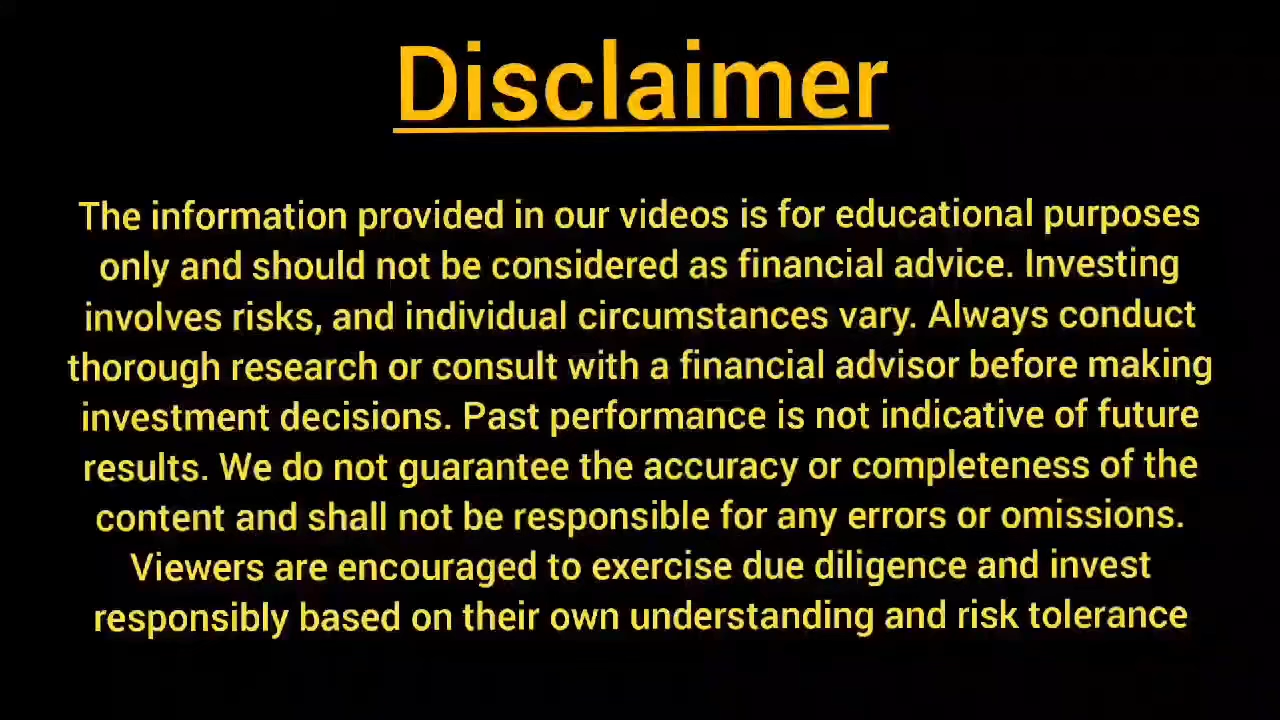 Disclaimer
The information provided in our videos is for educational purposes
only and should not be considered as financial advice. Investing
involves risks, and individual circumstances vary. Always conduct
thorough research or consult with a financial advisor before making
investment decisions. Past performance is not indicative of future
results. We do not guarantee the accuracy or completeness of the
content and shall not be responsible for any errors or omissions.
Viewers are encouraged to exercise due diligence and invest
responsibly based on their own understanding and risk tolerance